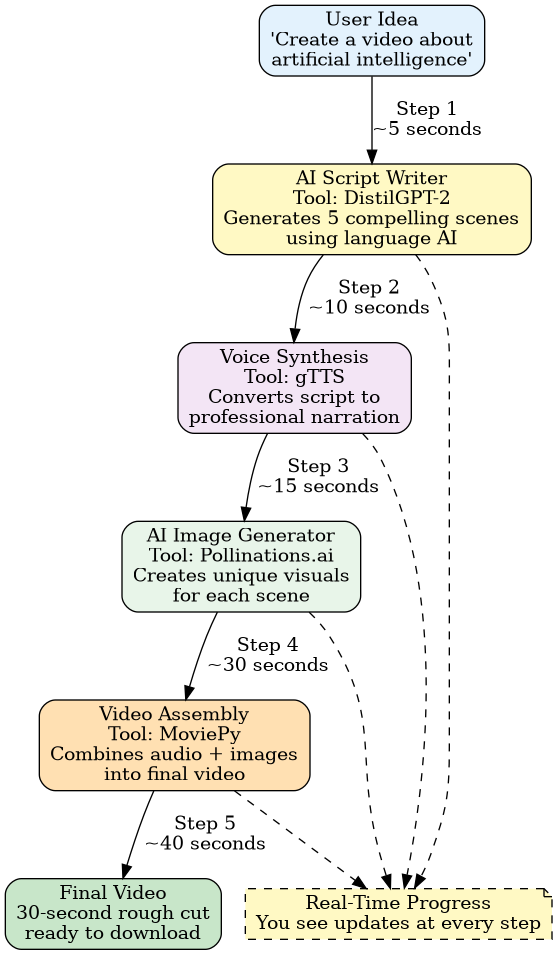 User Idea
'Create a video about
artificial intelligence'
Step 1
~5 seconds
AI Script Writer
Tool: DistilGPT-2
Generates 5 compelling scenes
using language AI
Step 2
~10 seconds
Voice Synthesis
Tool: gTTS
Converts script to
professional narration
Step 3
~15 seconds
AI Image Generator
Tool: Pollinations.ai
Creates unique visuals
for each scene
Step 4
~30 seconds
Video Assembly
Tool: MoviePy
Combines audio + images
into final video
Step 5
~40 seconds
Final Video
30-second rough cut
ready to download
Real-Time Progress
You see updates at every step